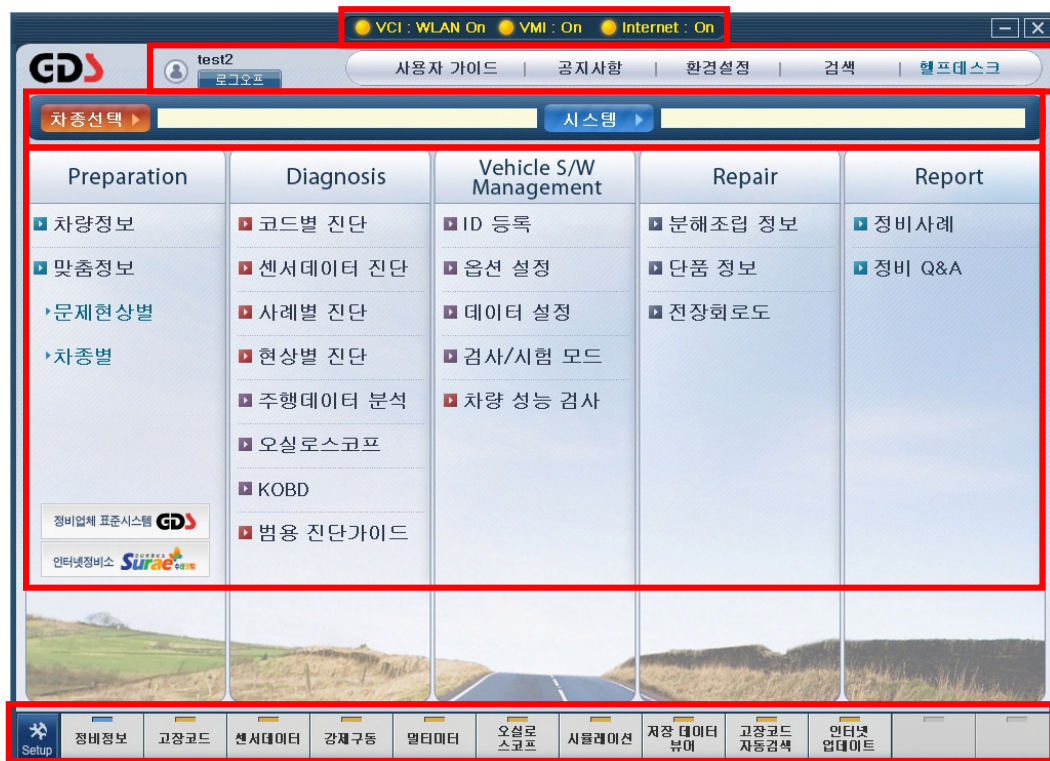 VCI : WLAN On VMI : On Internet : On
GDS
test2
로그오프
사용자 가이드 | 공지사항 | 환경설정 | 검색 | 헬프데스크
차종선택
시스템
Preparation
차량정보
맞춤정보
문제현상별
차종별
정비업체 표준시스템 GDS
인터넷정비소 Surae
Diagnosis
코드별 진단
센서데이터 진단
사례별 진단
현상별 진단
주행데이터 분석
오실로스코프
KOBD
범용 진단가이드
Vehicle S/W
Management
ID 등록
옵션 설정
데이터 설정
검사/시험 모드
차량 성능 검사
Repair
분해조립 정보
단품 정보
전장회로도
Report
정비사례
정비 Q&A
Setup
정비정보
고장코드
센서데이터
강제구동
멀티미터
오실로
스코프
시뮬레이션
저장 데이터
뷰어
고장코드
자동검색
인터넷
업데이트